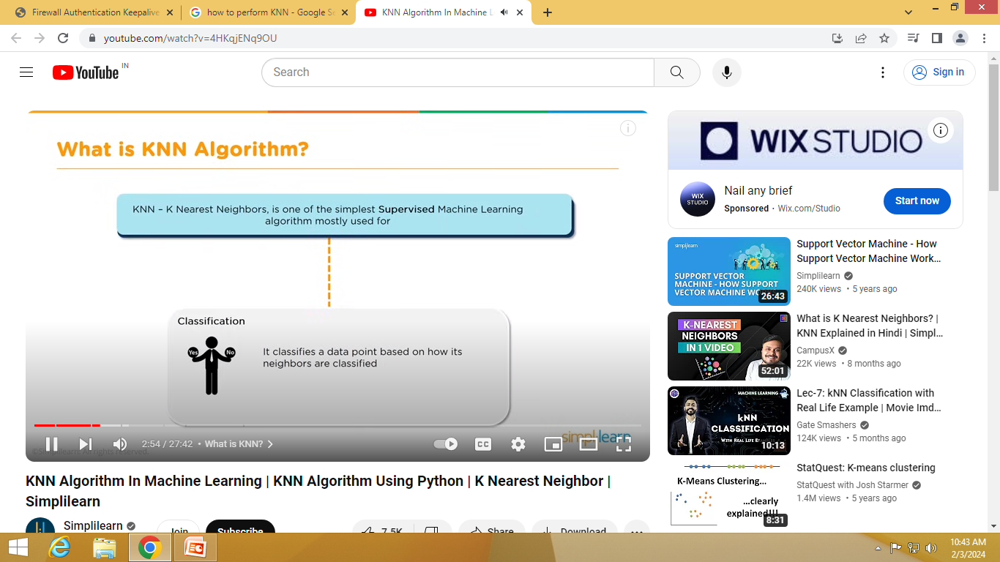 Firewall Authentication Keepalive
how to perform KNN - Google Se
KNN Algorithm In Machine L
youtube.com/watch?v=4HKqjENq9OU
YouTube IN
Search
Sign in
What is KNN Algorithm?
KNN – K Nearest Neighbors, is one of the simplest Supervised Machine Learning
algorithm mostly used for
Classification
Yes No
It classifies a data point based on how its
neighbors are classified
simplilearn
©Simplilearn. All rights reserved.
2:54 / 27:42 • What is KNN?
CC
KNN Algorithm In Machine Learning | KNN Algorithm Using Python | K Nearest Neighbor |
Simplilearn
Simplilearn
Join
Subscribe
7.5K
Share
Download
WIX STUDIO
WIX
STUDIO
Nail any brief
Sponsored · Wix.com/Studio
Start now
simplilearn
SUPPORT VECTOR
MACHINE - HOW SUPPORT
VECTOR MACHINE WO
26:43
Support Vector Machine - How
Support Vector Machine Work...
Simplilearn
240K views • 5 years ago
K-NEAREST
NEIGHBORS
IN 1 VIDEO
52:01
What is K Nearest Neighbors? |
KNN Explained in Hindi | Simpl...
CampusX
22K views • 8 months ago
MACHINE LEARNING
kNN
CLASSIFICATION
WITH REAL LIFE EX
10:13
Lec-7: kNN Classification with
Real Life Example | Movie Imd...
Gate Smashers
124K views • 5 months ago
K-Means Clustering...
...clearly
explained!!!
8:31
StatQuest: K-means clustering
StatQuest with Josh Starmer
1.4M views • 5 years ago
10:43 AM
2/3/2024